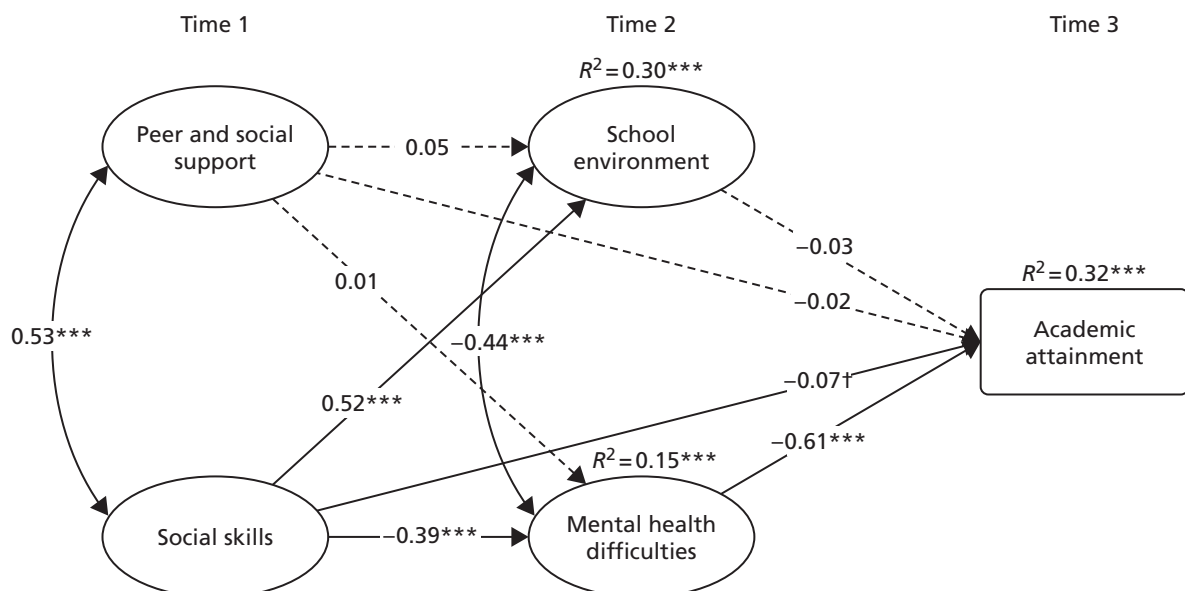 Time 1
Time 2
Time 3
R² = 0.30***
Peer and social
support
0.05
School
environment
−0.03
0.01
−0.02
R² = 0.32***
Academic
attainment
0.53***
−0.44***
−0.07†
0.52***
−0.61***
R² = 0.15***
Social skills
−0.39***
Mental health
difficulties